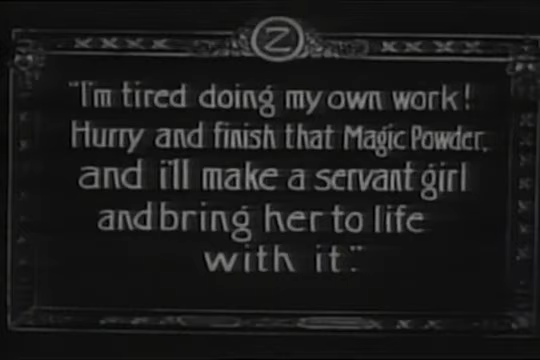 Z
"I'm tired doing my own work!
Hurry and finish that Magic Powder,
and i'll make a servant girl
and bring her to life
with it."